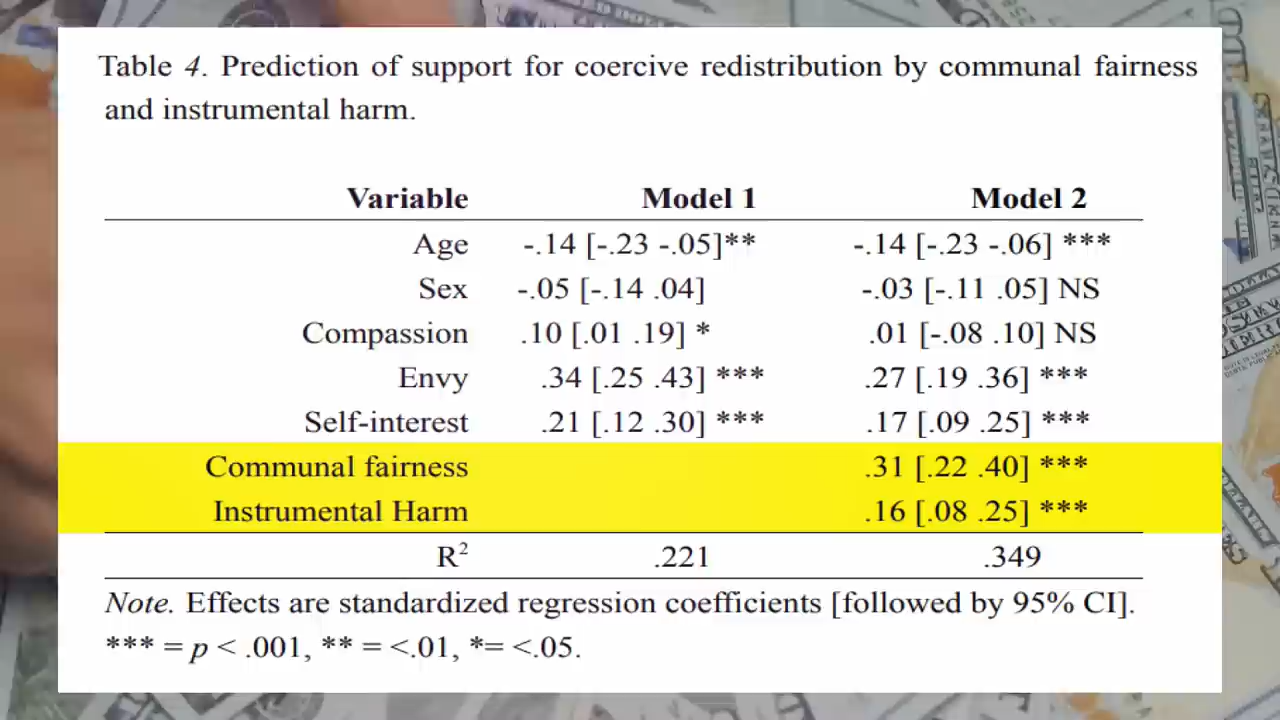 Table 4. Prediction of support for coercive redistribution by communal fairness
and instrumental harm.
Variable Model 1 Model 2
Age -.14 [-.23 -.05]** -.14 [-.23 -.06] ***
Sex -.05 [-.14 .04] -.03 [-.11 .05] NS
Compassion .10 [.01 .19] * .01 [-.08 .10] NS
Envy .34 [.25 .43] *** .27 [.19 .36] ***
Self-interest .21 [.12 .30] *** .17 [.09 .25] ***
Communal fairness .31 [.22 .40] ***
Instrumental Harm .16 [.08 .25] ***
R² .221 .349
Note. Effects are standardized regression coefficients [followed by 95% CI].
*** = p < .001, ** = <.01, *= <.05.